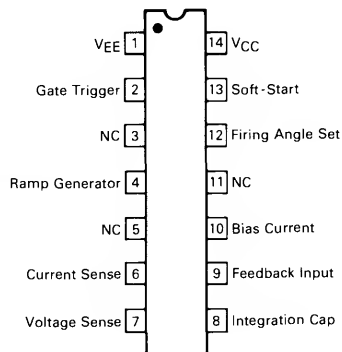 VEE 1 14 VCC
Gate Trigger 2 13 Soft-Start
NC 3 12 Firing Angle Set
Ramp Generator 4 11 NC
NC 5 10 Bias Current
Current Sense 6 9 Feedback Input
Voltage Sense 7 8 Integration Cap